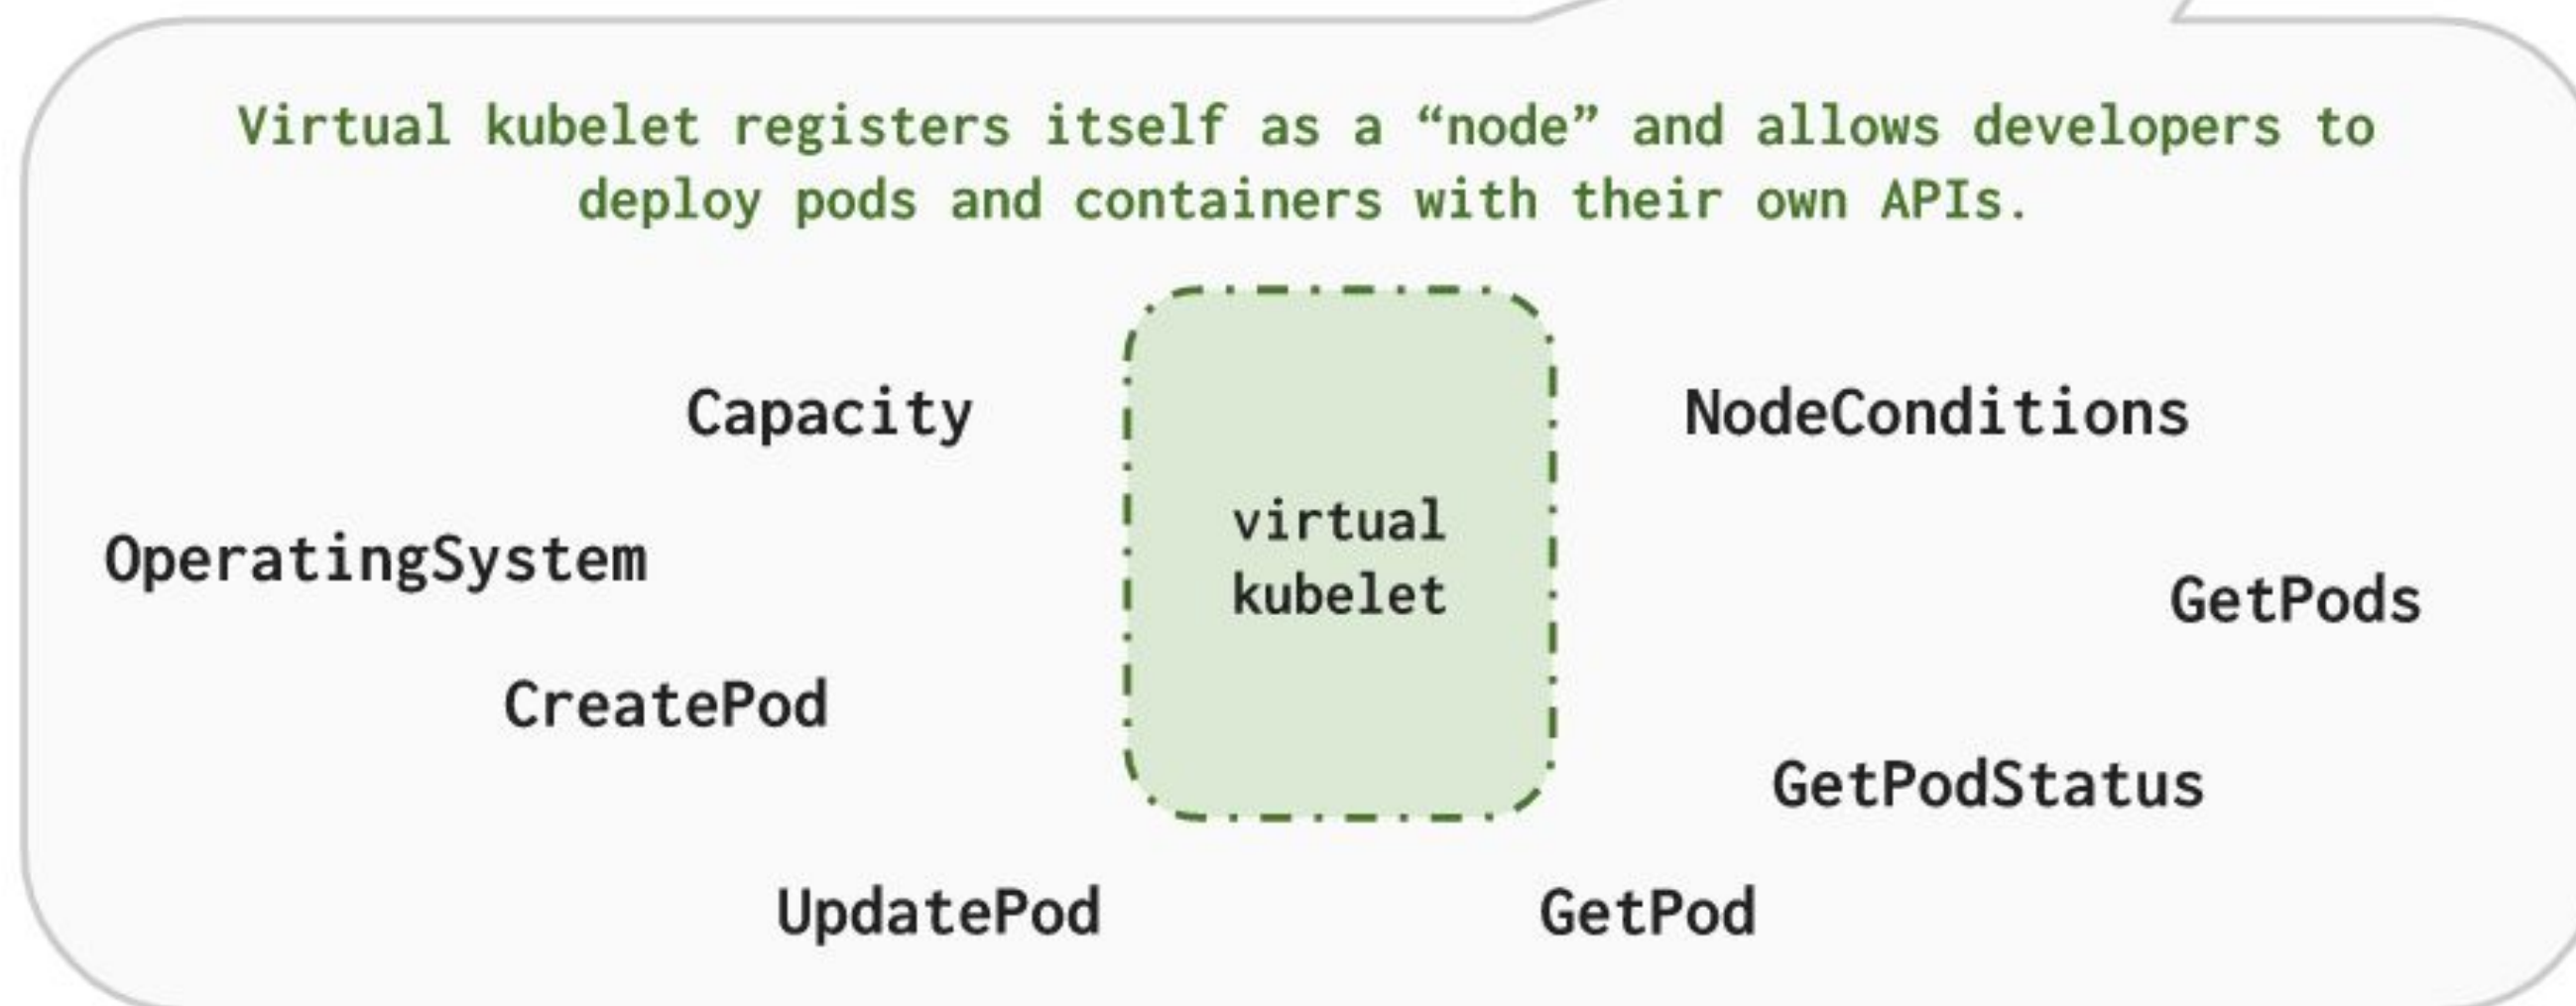 Virtual kubelet registers itself as a “node” and allows developers to
deploy pods and containers with their own APIs.
Capacity
NodeConditions
virtual
kubelet
OperatingSystem
GetPods
CreatePod
GetPodStatus
UpdatePod
GetPod